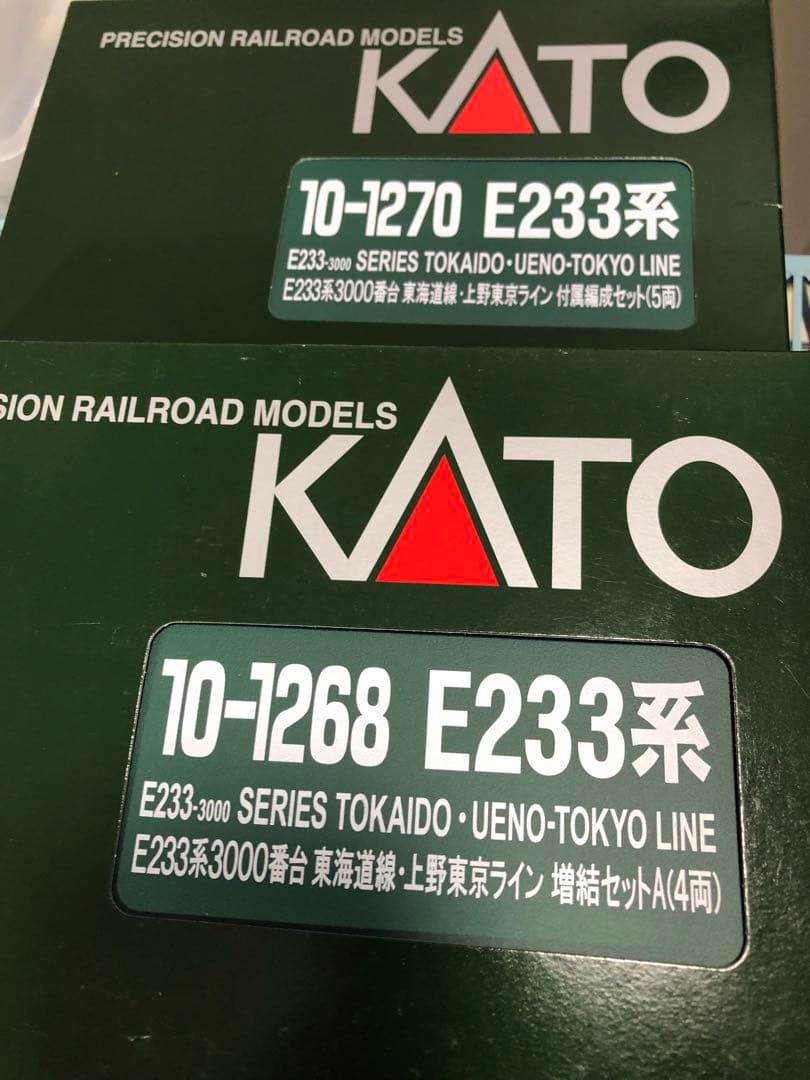 PRECISION RAILROAD MODELS
KATO
10-1270 E233系
E233-3000 SERIES TOKAIDO・UENO-TOKYO LINE
E233系3000番台 東海道線・上野東京ライン 付属編成セット(5両)
SION RAILROAD MODELS
KATO
10-1268 E233系
E233-3000 SERIES TOKAIDO・UENO-TOKYO LINE
E233系3000番台 東海道線・上野東京ライン 増結セットA(4両)